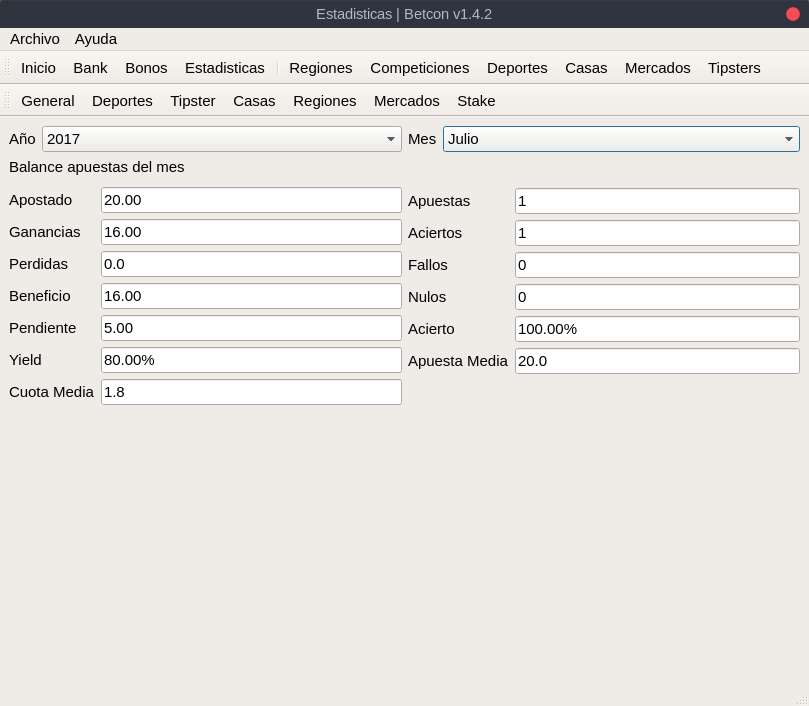 Estadisticas | Betcon v1.4.2
Archivo Ayuda
Inicio Bank Bonos Estadisticas Regiones Competiciones Deportes Casas Mercados Tipsters
General Deportes Tipster Casas Regiones Mercados Stake
Año 2017 Mes Julio
Balance apuestas del mes
Apostado 20.00 Apuestas 1
Ganancias 16.00 Aciertos 1
Perdidas 0.0 Fallos 0
Beneficio 16.00 Nulos 0
Pendiente 5.00 Acierto 100.00%
Yield 80.00% Apuesta Media 20.0
Cuota Media 1.8